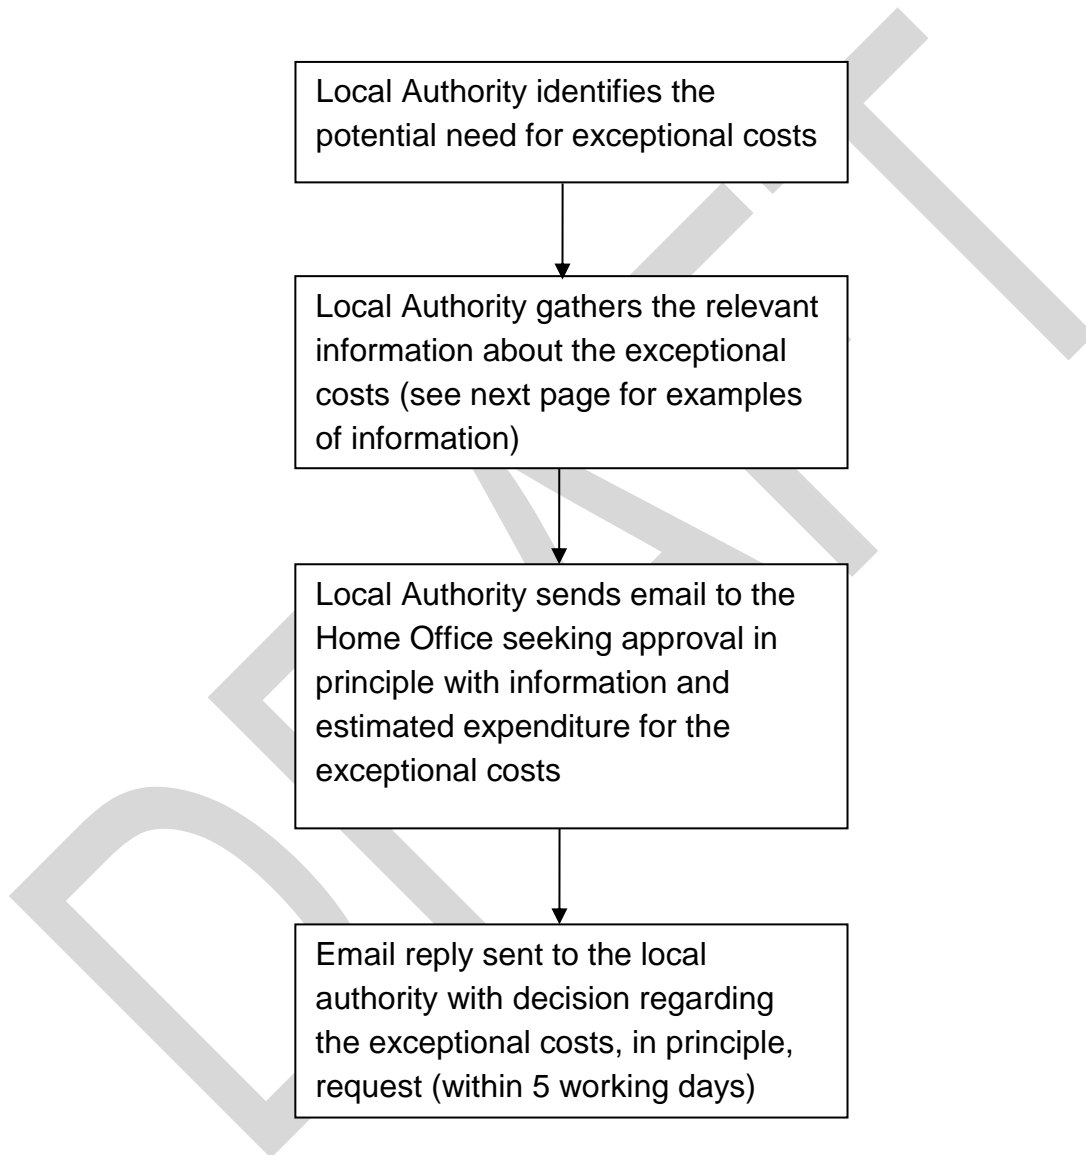 Local Authority identifies the
potential need for exceptional costs
Local Authority gathers the relevant
information about the exceptional
costs (see next page for examples
of information)
Local Authority sends email to the
Home Office seeking approval in
principle with information and
estimated expenditure for the
exceptional costs
Email reply sent to the local
authority with decision regarding
the exceptional costs, in principle,
request (within 5 working days)
DRAFT